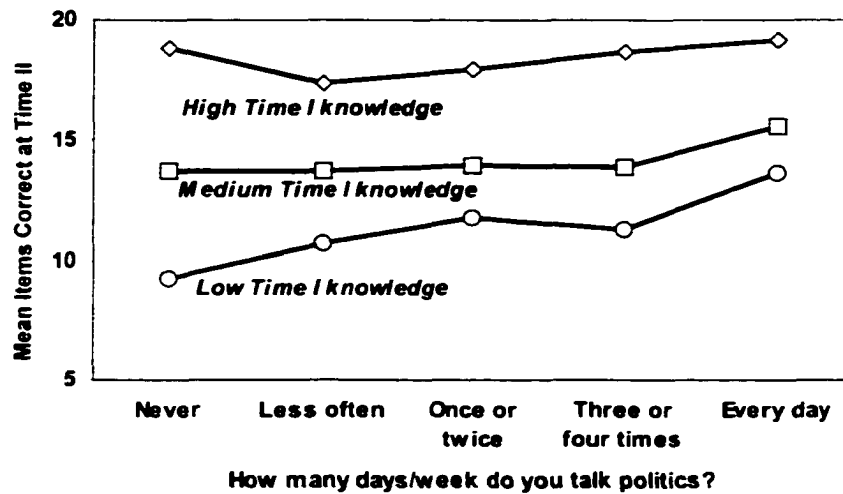 20
15
10
5
Mean Items Correct at Time II
High Time I knowledge
Medium Time I knowledge
Low Time I knowledge
Never
Less often
Once or
twice
Three or
four times
Every day
How many days/week do you talk politics?